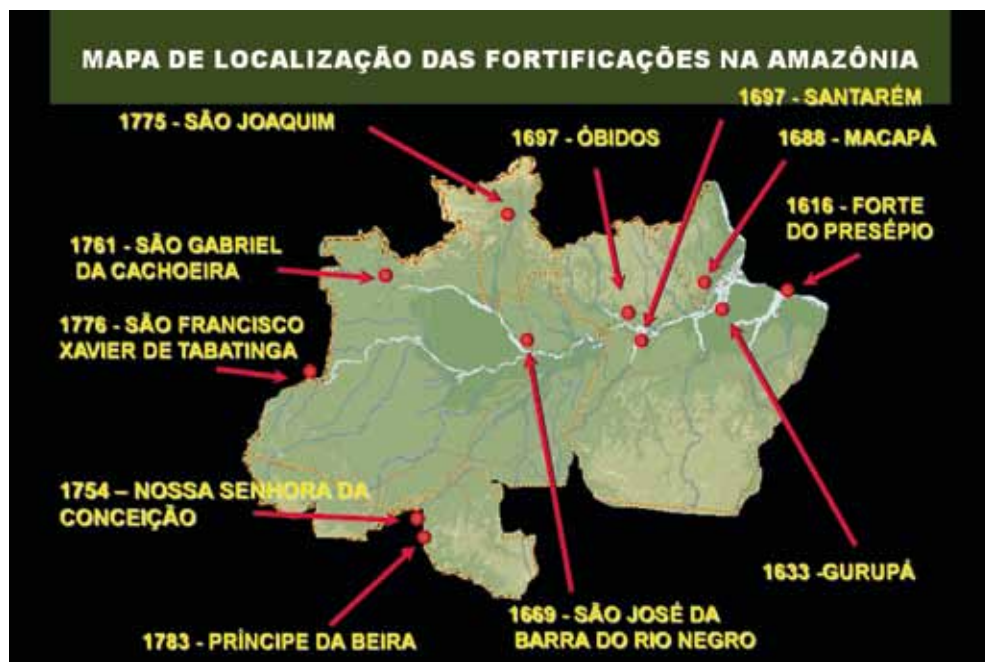 MAPA DE LOCALIZAÇÃO DAS FORTIFICAÇÕES NA AMAZÔNIA
1697 - SANTARÉM
1775 - SÃO JOAQUIM
1697 - ÓBIDOS
1688 - MACAPÁ
1616 - FORTE
DO PRESÉPIO
1761 - SÃO GABRIEL
DA CACHOEIRA
1776 - SÃO FRANCISCO
XAVIER DE TABATINGA
1754 – NOSSA SENHORA DA
CONCEIÇÃO
1633 -GURUPÁ
1669 - SÃO JOSÉ DA
BARRA DO RIO NEGRO
1783 - PRÍNCIPE DA BEIRA